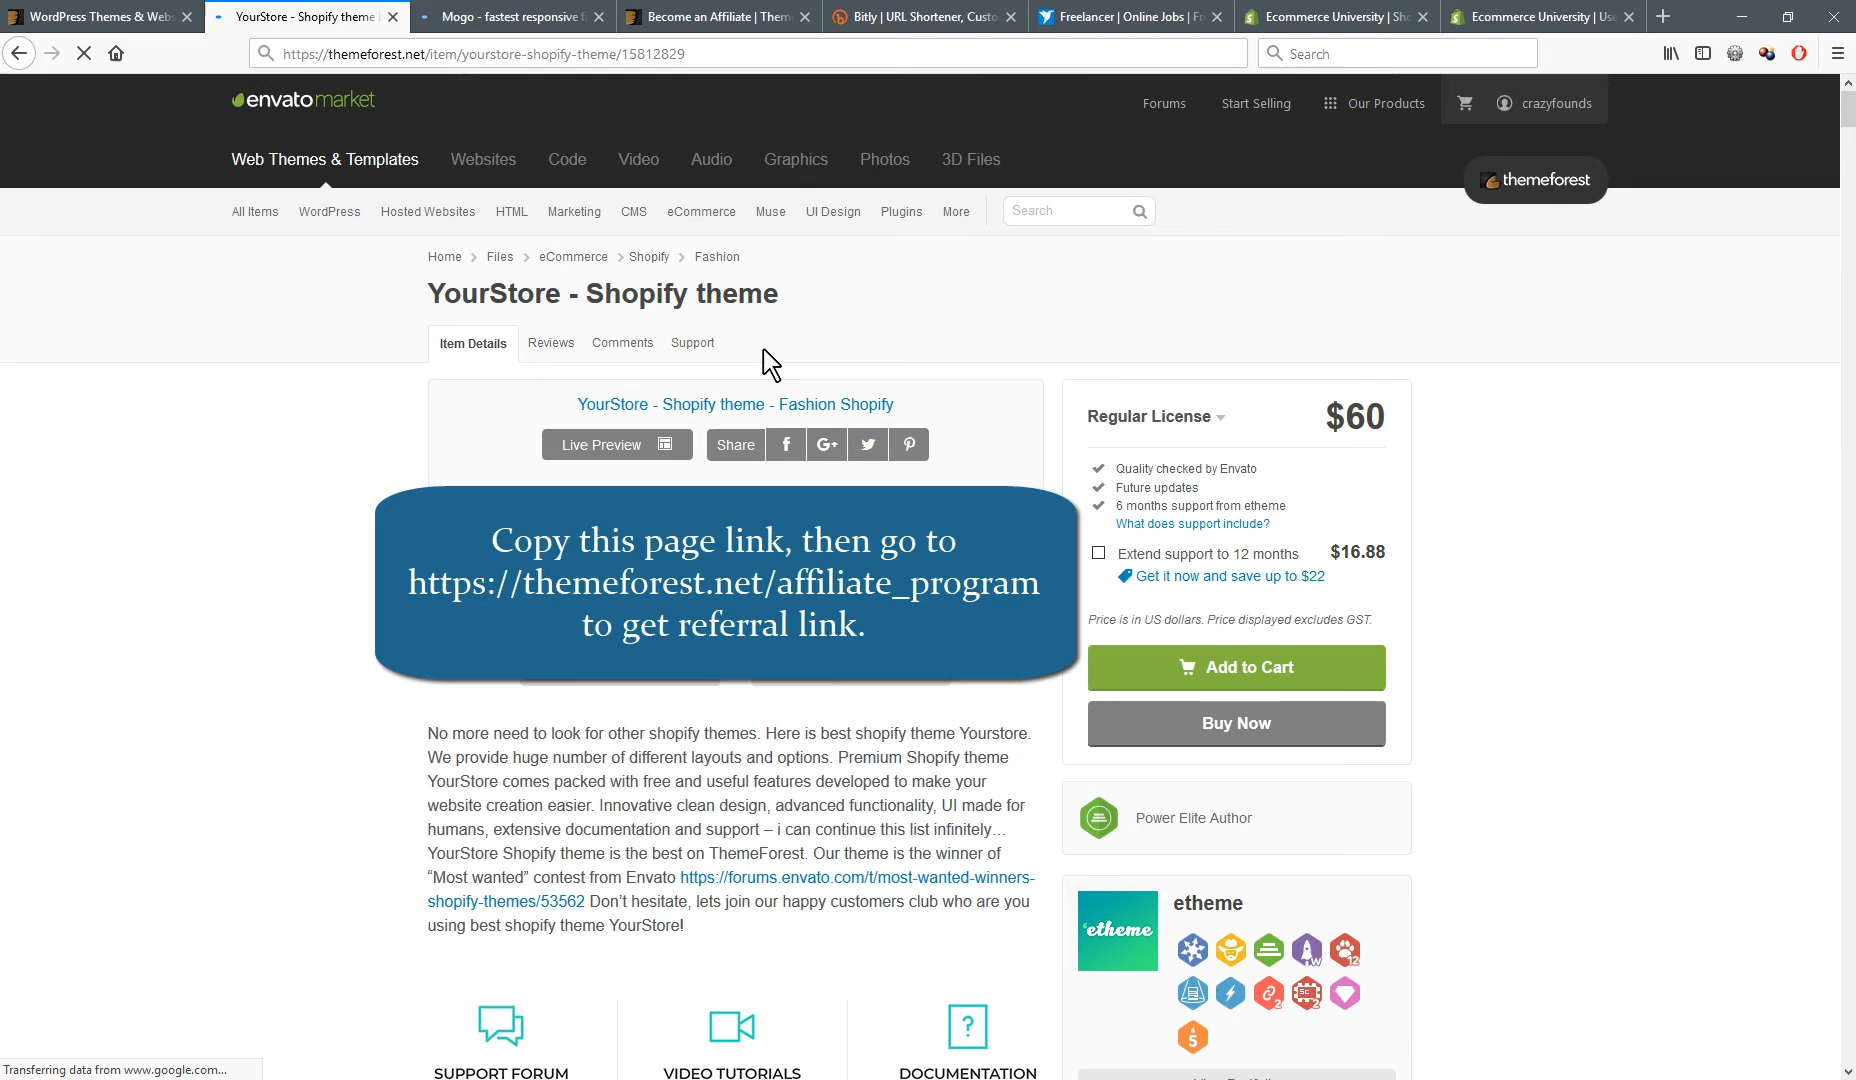 WordPress Themes & Webs
YourStore - Shopify theme
Mogo - fastest responsive
Become an Affiliate | Them
Bitly | URL Shortener, Custo
Freelancer | Online Jobs | Fr
Ecommerce University | Sho
Ecommerce University | Use
https://themeforest.net/item/yourstore-shopify-theme/15812829
Search
envatomarket
Forums
Start Selling
Our Products
crazyfounds
Web Themes & Templates
Websites
Code
Video
Audio
Graphics
Photos
3D Files
themeforest
All Items
WordPress
Hosted Websites
HTML
Marketing
CMS
eCommerce
Muse
UI Design
Plugins
More
Search
Home > Files > eCommerce > Shopify > Fashion
YourStore - Shopify theme
Item Details
Reviews
Comments
Support
YourStore - Shopify theme - Fashion Shopify
Live Preview
Share
G+
Copy this page link, then go to
https://themeforest.net/affiliate_program
to get referral link.
Regular License
$60
Quality checked by Envato
Future updates
6 months support from etheme
What does support include?
Extend support to 12 months
$16.88
Get it now and save up to $22
Price is in US dollars. Price displayed excludes GST.
Add to Cart
Buy Now
Power Elite Author
etheme
etheme
W
12
2
SC
2
5
No more need to look for other shopify themes. Here is best shopify theme Yourstore.
We provide huge number of different layouts and options. Premium Shopify theme
YourStore comes packed with free and useful features developed to make your
website creation easier. Innovative clean design, advanced functionality, UI made for
humans, extensive documentation and support – i can continue this list infinitely…
YourStore Shopify theme is the best on ThemeForest. Our theme is the winner of
“Most wanted” contest from Envato https://forums.envato.com/t/most-wanted-winners-
shopify-themes/53562 Don’t hesitate, lets join our happy customers club who are you
using best shopify theme YourStore!
?
SUPPORT FORUM
VIDEO TUTORIALS
DOCUMENTATION
Transferring data from www.google.com...